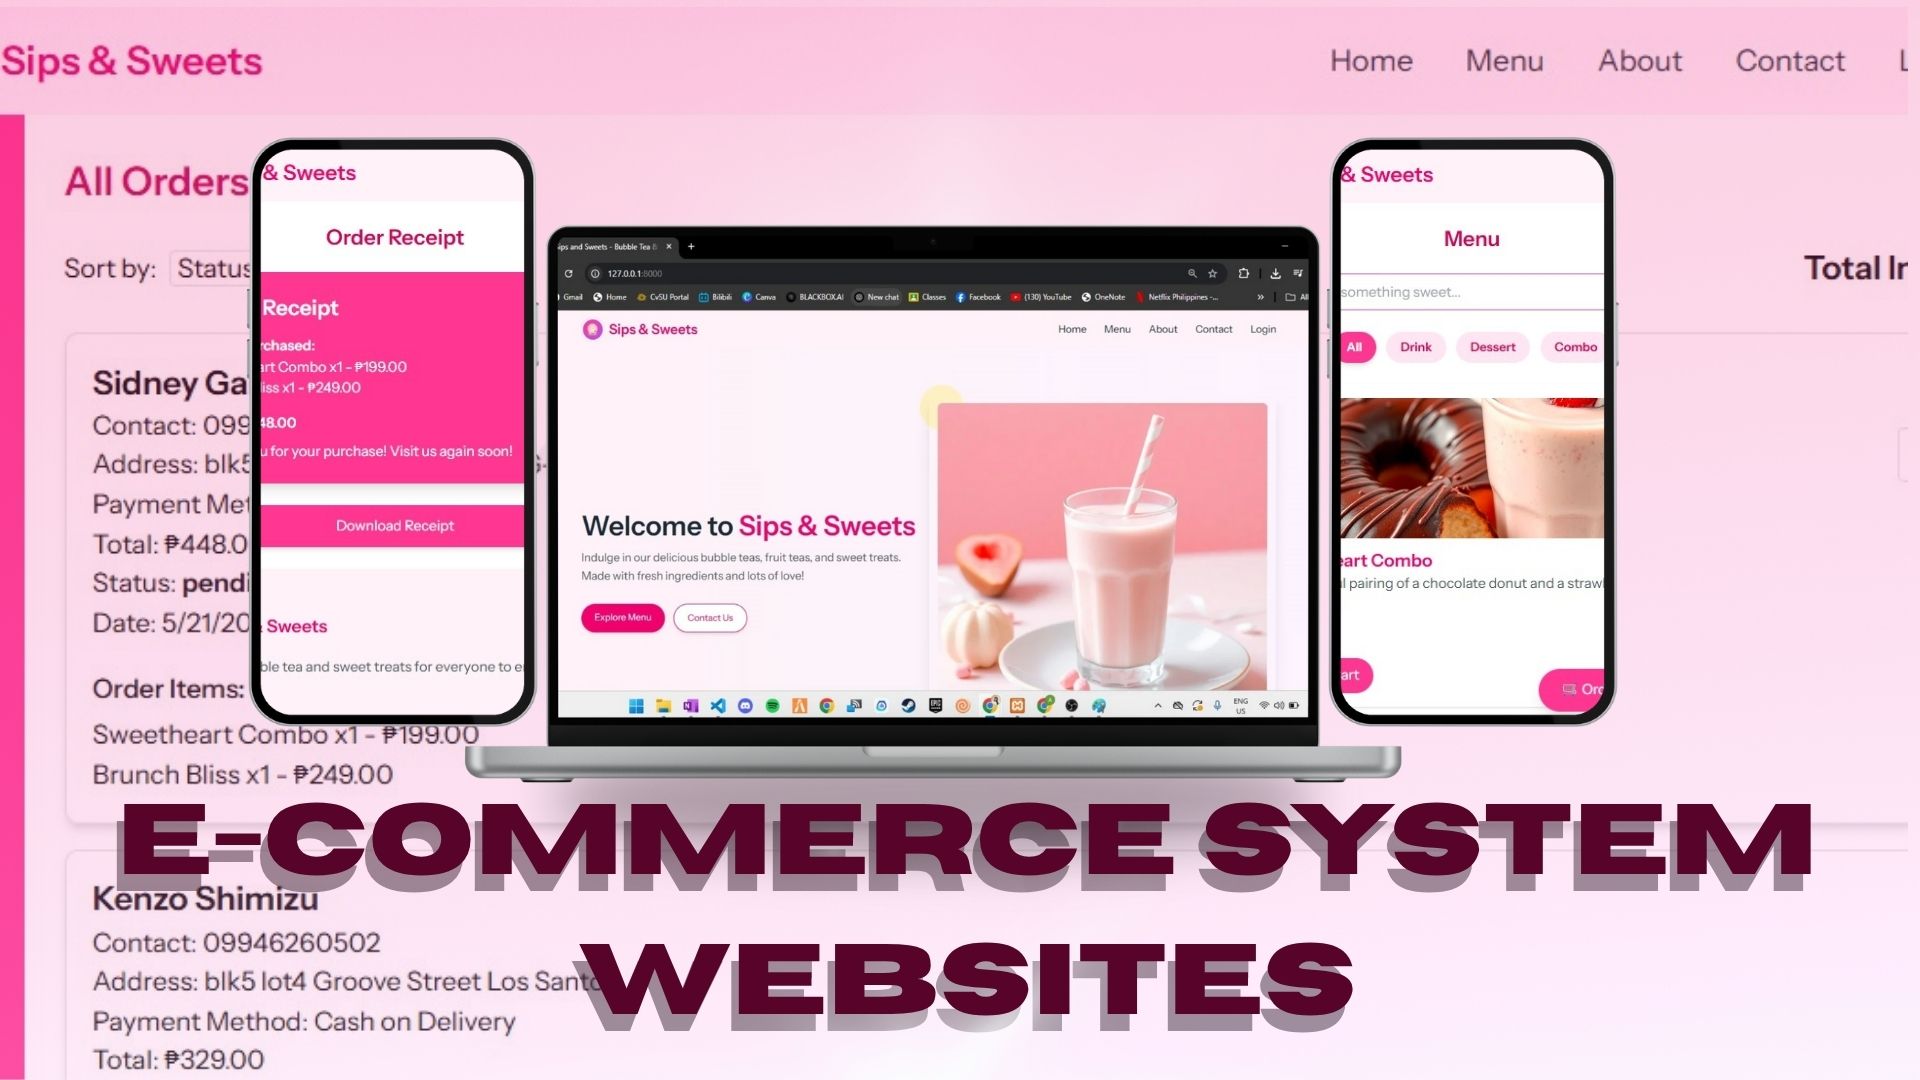 Sips & Sweets
Home Menu About Contact
All Orders
Sort by: Status
Total In
Sidney Ga
Contact: 099
Address: blk5
Payment Met
Total: ₱448.0
Status: pendi
Date: 5/21/20
Order Items:
Sweetheart Combo x1 - ₱199.00
Brunch Bliss x1 - ₱249.00
Kenzo Shimizu
Contact: 09946260502
Address: blk5 lot4 Groove Street Los Santo
Payment Method: Cash on Delivery
Total: ₱329.00
& Sweets
Order Receipt
Receipt
rchased:
art Combo x1 - ₱199.00
liss x1 - ₱249.00
48.00
u for your purchase! Visit us again soon!
Download Receipt
Sweets
ble tea and sweet treats for everyone to e
ips and Sweets - Bubble Tea &
127.0.0.1:8000
Gmail Home CvSU Portal Bilibili Canva BLACKBOX.AI New chat Classes Facebook (130) YouTube OneNote Netflix Philippines -... All
Sips & Sweets
Home Menu About Contact Login
Welcome to Sips & Sweets
Indulge in our delicious bubble teas, fruit teas, and sweet treats.
Made with fresh ingredients and lots of love!
Explore Menu Contact Us
ENG
US
& Sweets
Menu
something sweet...
All Drink Dessert Combo
eart Combo
l pairing of a chocolate donut and a straw
art
Orc
E-COMMERCE SYSTEM
WEBSITES